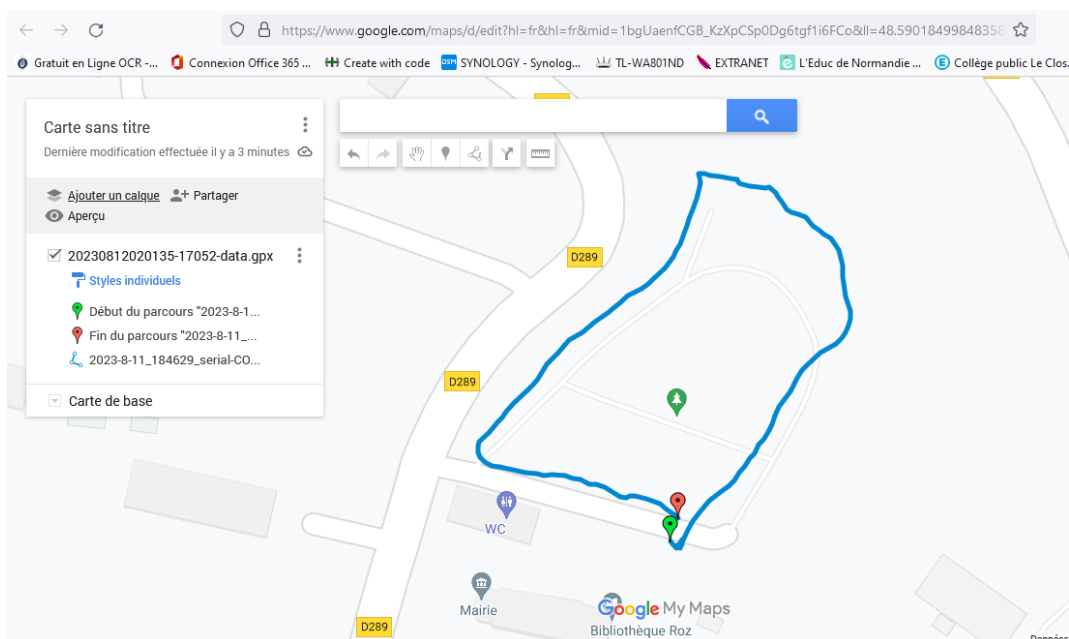 https://www.google.com/maps/d/edit?hl=fr&hl=fr&mid=1bgUaenfCGB_KzXpCSp0Dg6tgf1i6FCo&ll=48.59018499848358
Gratuit en Ligne OCR -... Connexion Office 365 ... Create with code SYNOLOGY - Synolog... TL-WA801ND EXTRANET L'Educ de Normandie ... Collège public Le Clos.
Carte sans titre
Dernière modification effectuée il y a 3 minutes
Ajouter un calque Partager
Aperçu
20230812020135-17052-data.gpx
Styles individuels
Début du parcours "2023-8-1...
Fin du parcours "2023-8-11_...
2023-8-11_184629_serial-CO...
Carte de base
D289
D289
WC
Mairie
Google My Maps
Bibliothèque Roz
D289